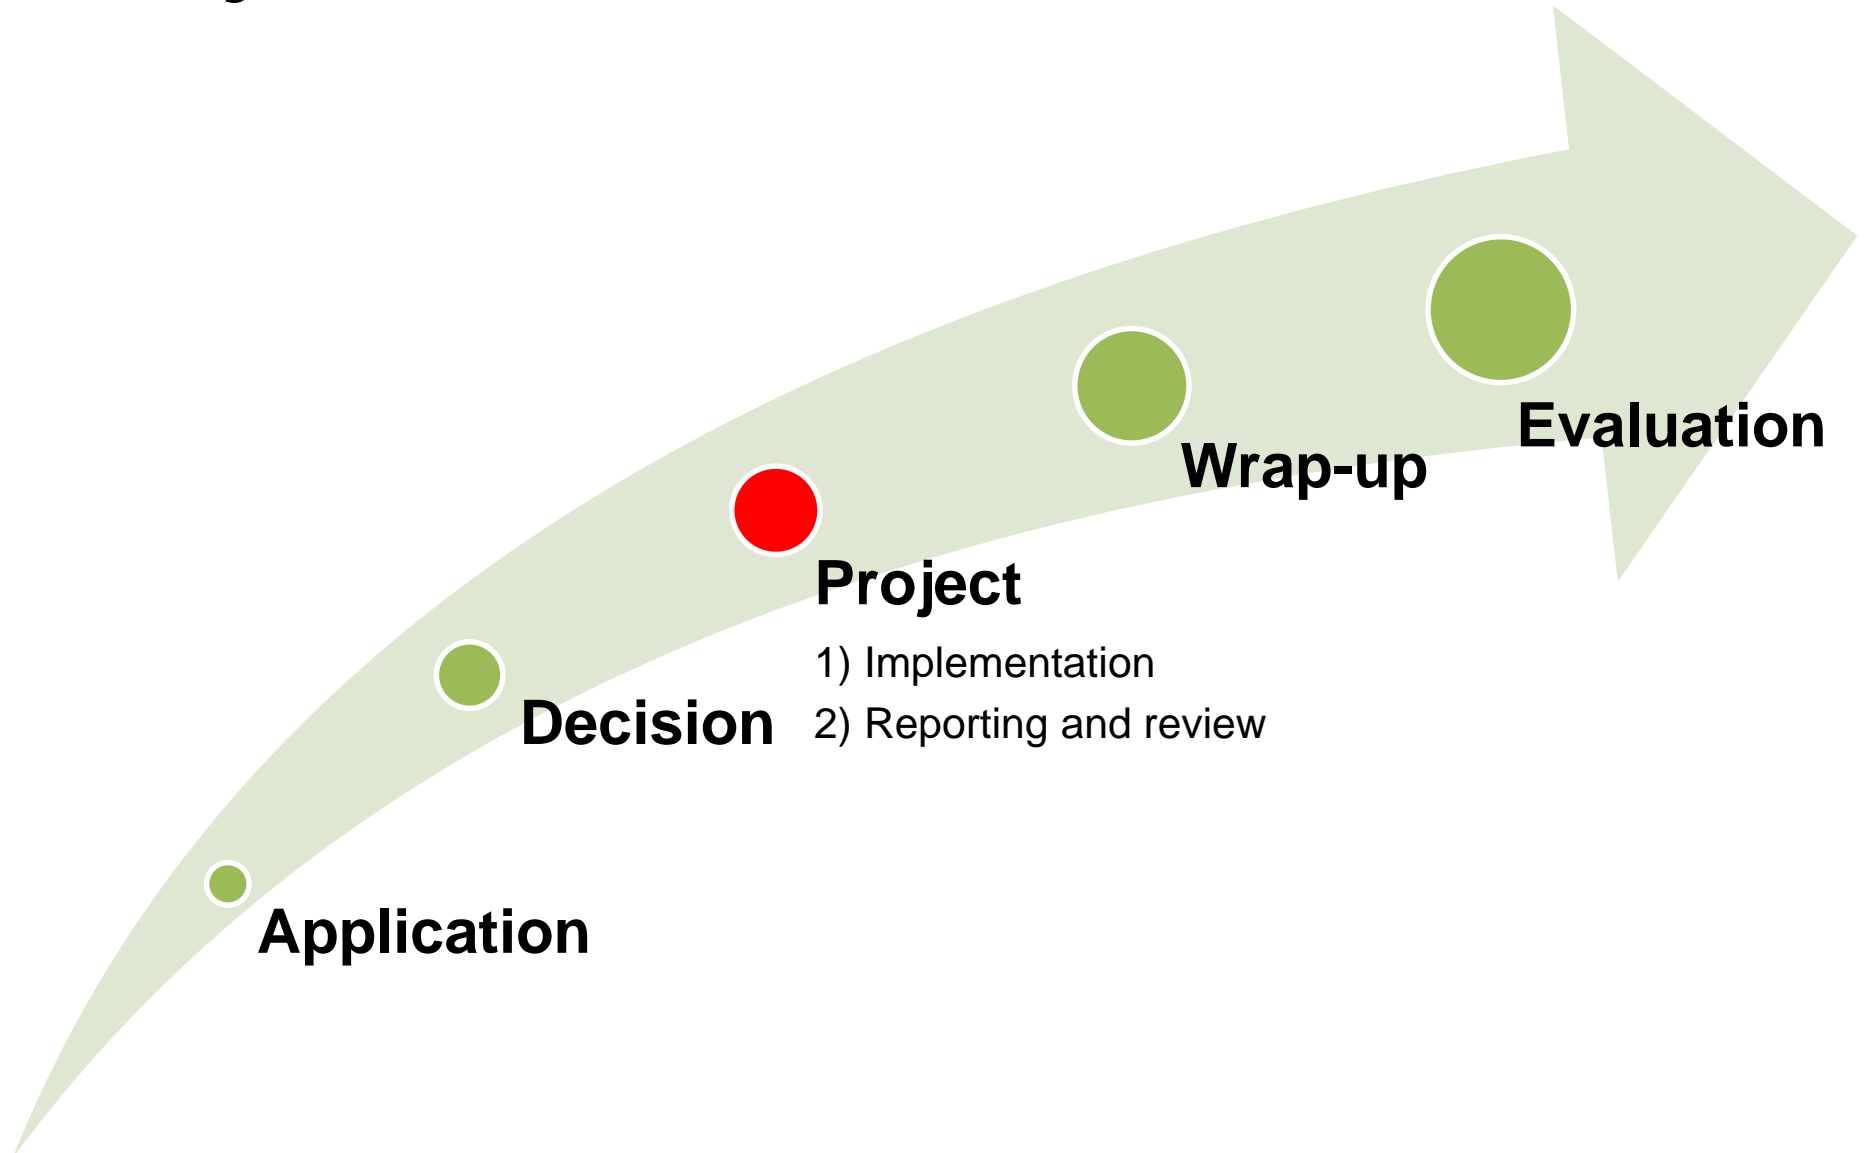 Application
Decision
Project
1) Implementation
2) Reporting and review
Wrap-up
Evaluation